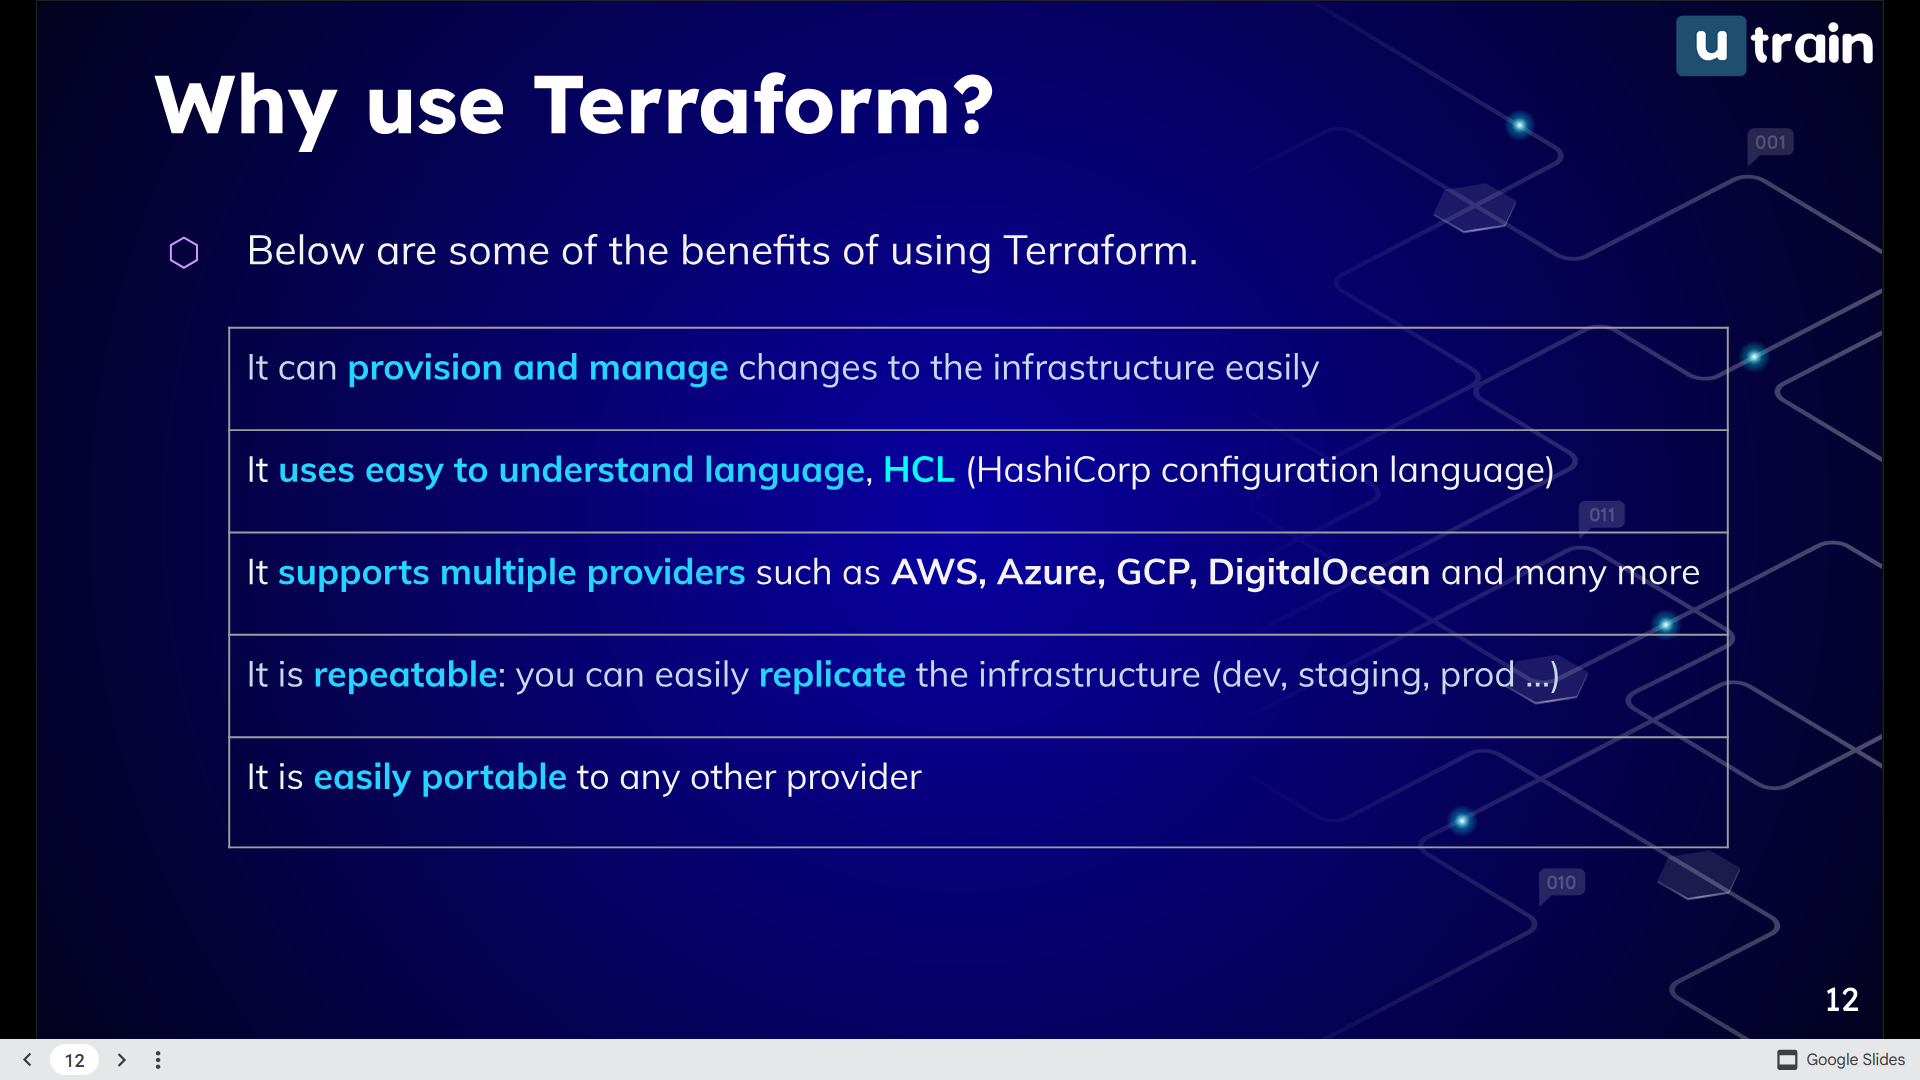 u train
Why use Terraform?
001
Below are some of the benefits of using Terraform.
It can provision and manage changes to the infrastructure easily
It uses easy to understand language, HCL (HashiCorp configuration language)
011
It supports multiple providers such as AWS, Azure, GCP, DigitalOcean and many more
It is repeatable: you can easily replicate the infrastructure (dev, staging, prod ...)
It is easily portable to any other provider
010
12
12
Google Slides